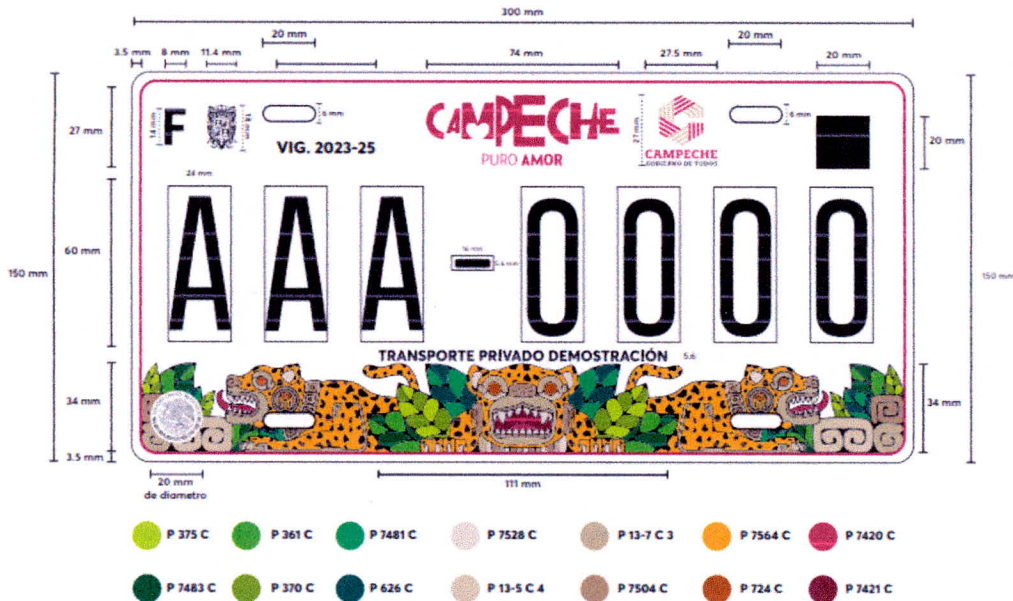 300 mm
20 mm
20 mm
3.5 mm 8 mm 11.4 mm 74 mm 27.5 mm 20 mm
27 mm
14 mm
F
18 mm
6 mm
VIG. 2023-25
CAMPECHE
PURO AMOR
27 mm
CAMPECHE
GOBIERNO DE TODOS
6 mm
20 mm
24 mm
60 mm
150 mm
AAA-0000
150 mm
TRANSPORTE PRIVADO DEMOSTRACIÓN
34 mm
34 mm
3.5 mm
20 mm
de diametro
111 mm
P 375 C P 361 C P 7481 C P 7528 C P 13-7 C 3 P 7564 C P 7420 C
P 7483 C P 370 C P 626 C P 13-5 C 4 P 7504 C P 724 C P 7421 C